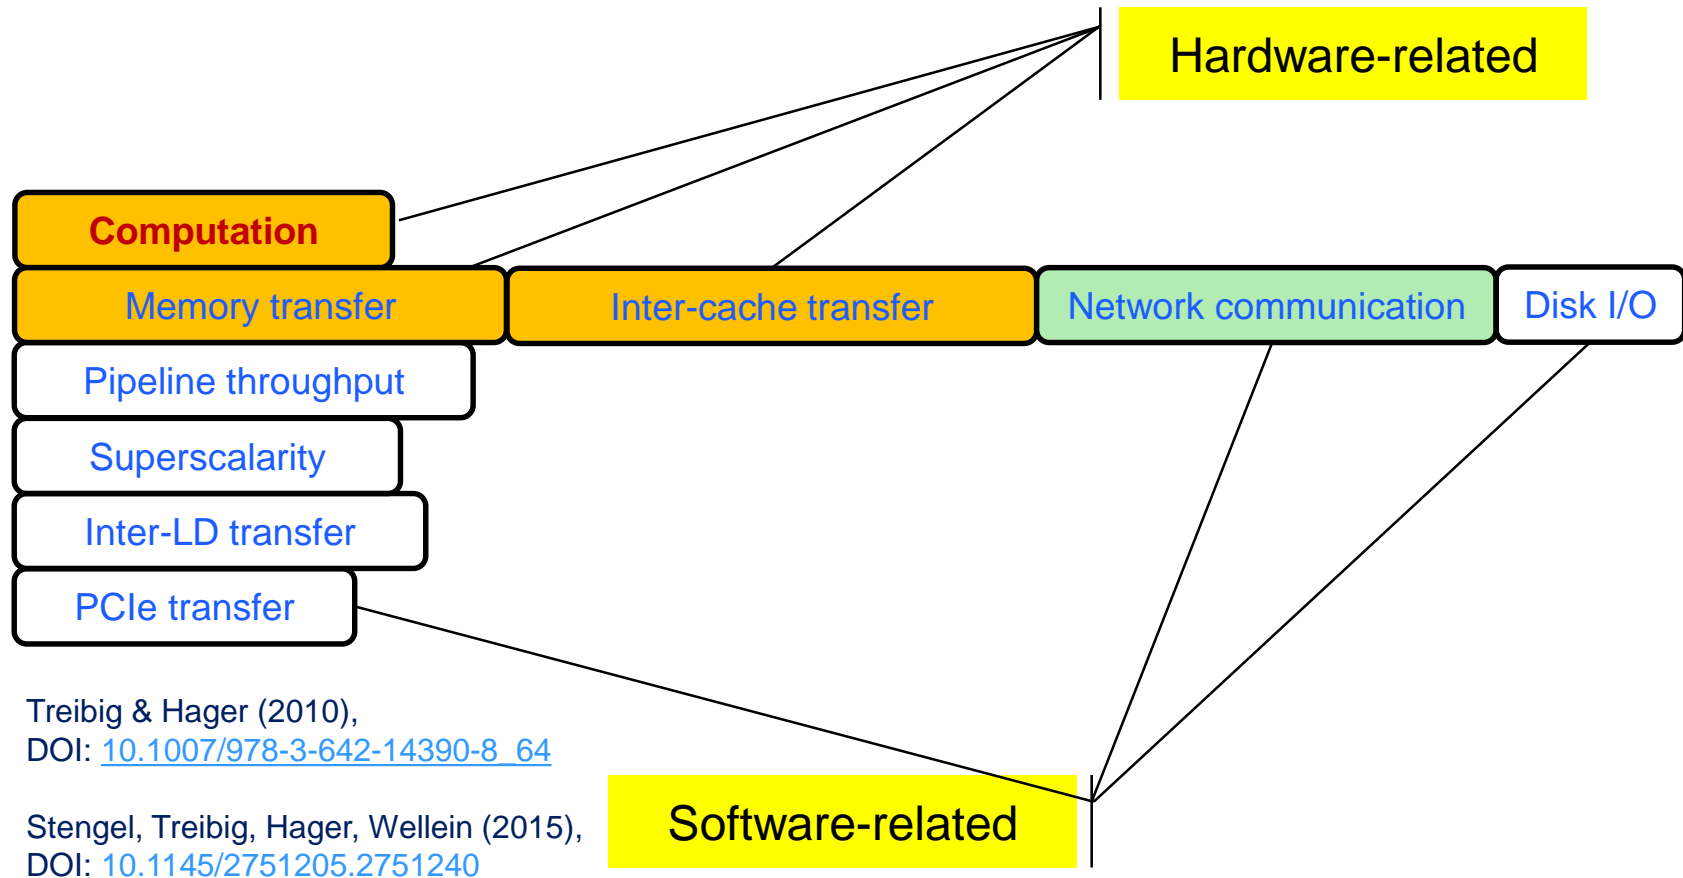 Hardware-related
Computation
Memory transfer
Inter-cache transfer
Network communication
Disk I/O
Pipeline throughput
Superscalarity
Inter-LD transfer
PCIe transfer
Treibig & Hager (2010),
DOI: 10.1007/978-3-642-14390-8_64
Software-related
Stengel, Treibig, Hager, Wellein (2015),
DOI: 10.1145/2751205.2751240